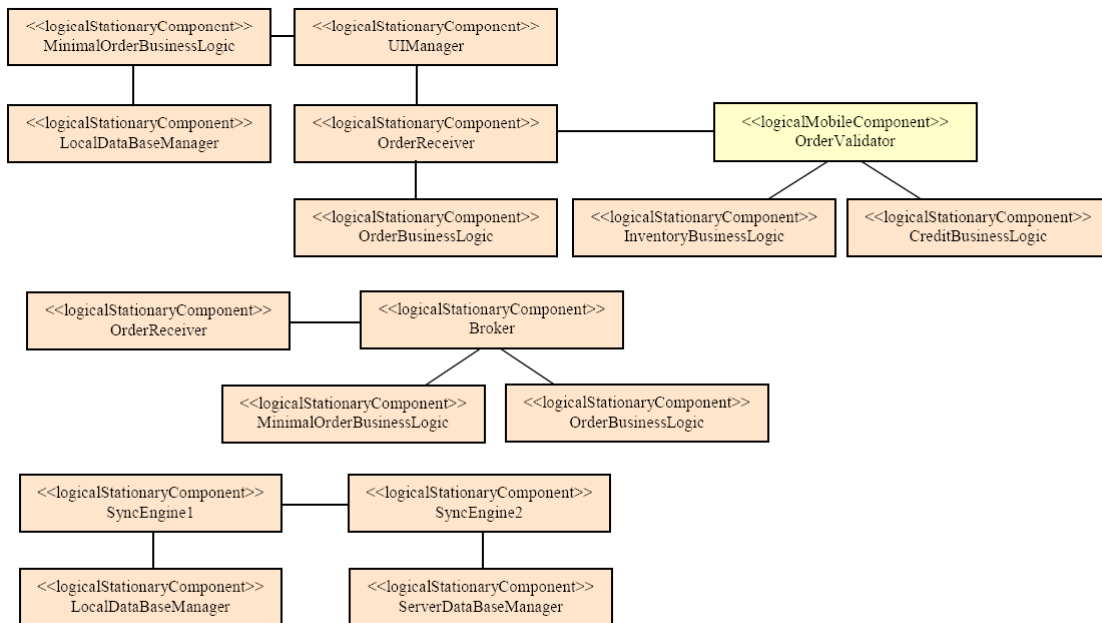 <<logicalStationaryComponent>>
MinimalOrderBusinessLogic
<<logicalStationaryComponent>>
UIManager
<<logicalStationaryComponent>>
LocalDataBaseManager
<<logicalStationaryComponent>>
OrderReceiver
<<logicalMobileComponent>>
OrderValidator
<<logicalStationaryComponent>>
OrderBusinessLogic
<<logicalStationaryComponent>>
InventoryBusinessLogic
<<logicalStationaryComponent>>
CreditBusinessLogic
<<logicalStationaryComponent>>
OrderReceiver
<<logicalStationaryComponent>>
Broker
<<logicalStationaryComponent>>
MinimalOrderBusinessLogic
<<logicalStationaryComponent>>
OrderBusinessLogic
<<logicalStationaryComponent>>
SyncEngine1
<<logicalStationaryComponent>>
SyncEngine2
<<logicalStationaryComponent>>
LocalDataBaseManager
<<logicalStationaryComponent>>
ServerDataBaseManager